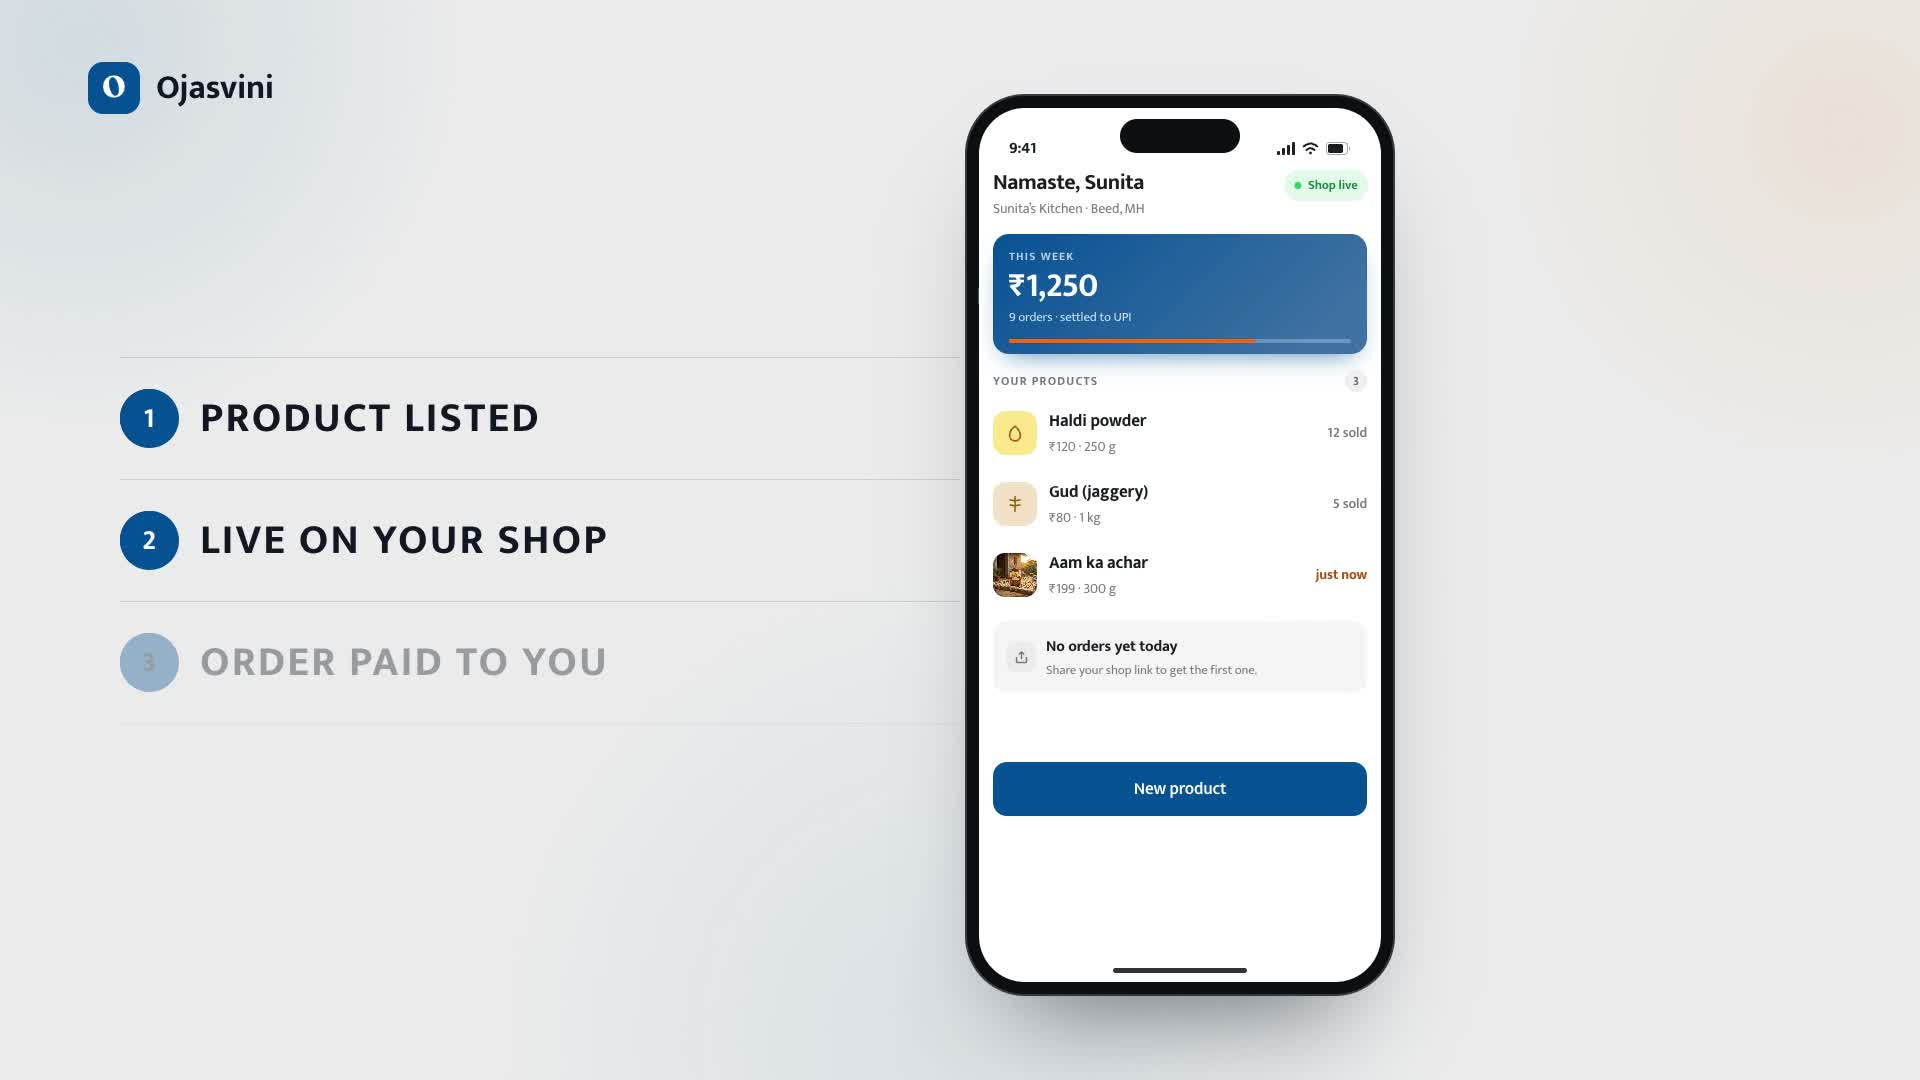 Ojasvini
1 PRODUCT LISTED
2 LIVE ON YOUR SHOP
3 ORDER PAID TO YOU
9:41
Namaste, Sunita
Shop live
Sunita's Kitchen · Beed, MH
THIS WEEK
₹1,250
9 orders · settled to UPI
YOUR PRODUCTS 3
Haldi powder
₹120 · 250 g
12 sold
Gud (jaggery)
₹80 · 1 kg
5 sold
Aam ka achar
₹199 · 300 g
just now
No orders yet today
Share your shop link to get the first one.
New product